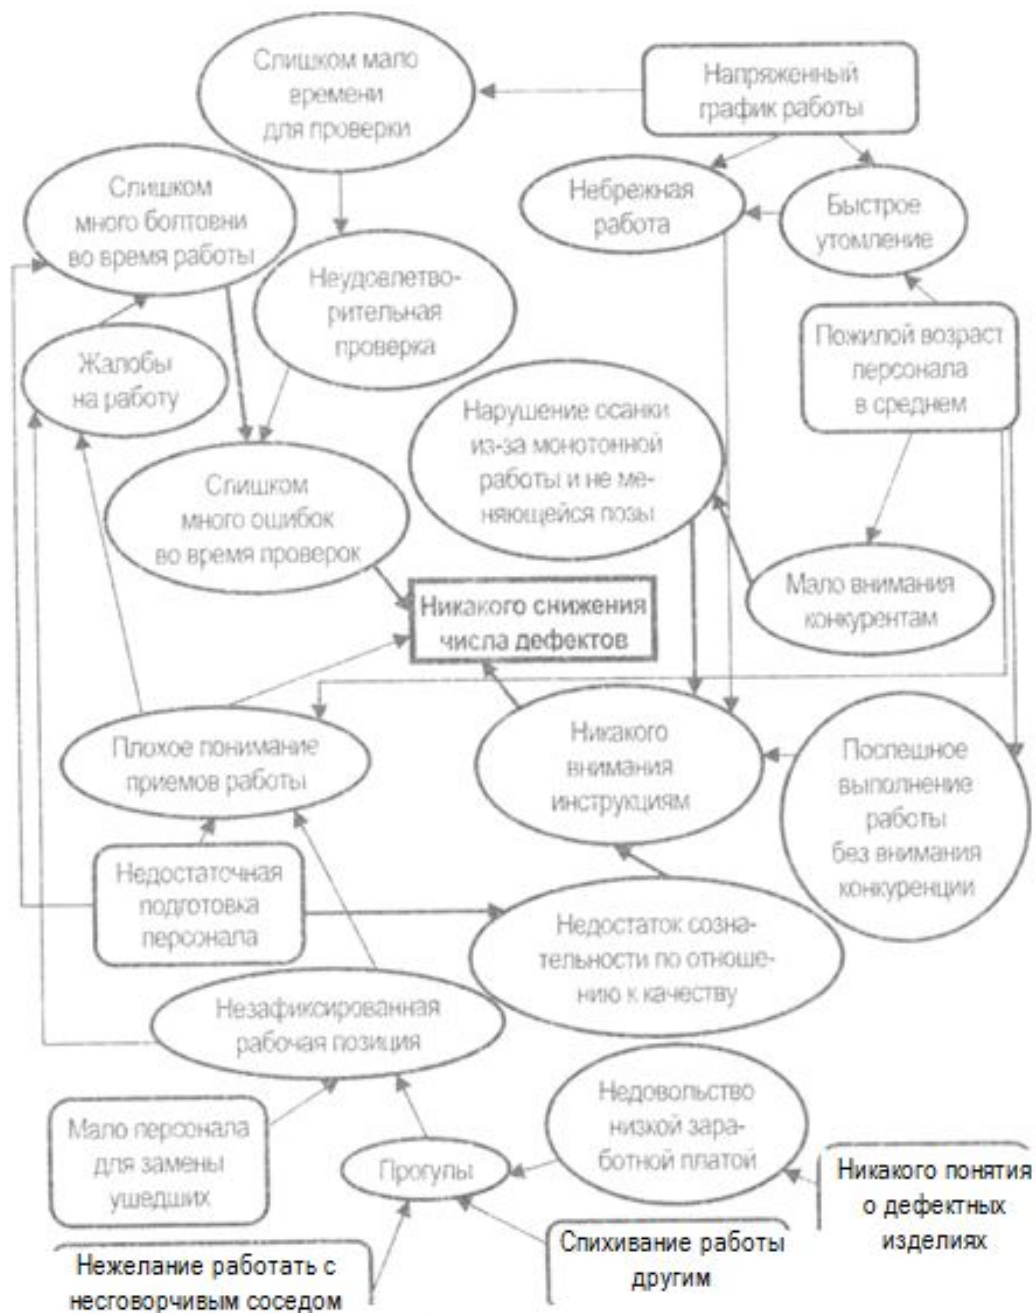 Слишком мало
времени
для проверки
Напряженный
график работы
Слишком
много болтовни
во время работы
Небрежная
работа
Быстрое
утомление
Неудовлетво-
рительная
проверка
Жалобы
на работу
Пожилой возраст
персонала
в среднем
Нарушение осанки
из-за монотонной
работы и не ме-
няющейся позы
Слишком
много ошибок
во время проверок
Никакого снижения
числа дефектов
Мало внимания
конкурентам
Плохое понимание
приемов работы
Никакого
внимания
инструкциям
Поспешное
выполнение
работы
без внимания
конкуренции
Недостаточная
подготовка
персонала
Недостаток созна-
тельности по отноше-
нию к качеству
Незафиксированная
рабочая позиция
Недовольство
низкой зара-
ботной платой
Мало персонала
для замены
ушедших
Прогулы
Никакого понятия
о дефектных
изделиях
Спихивание работы
другим
Нежелание работать с
несговорчивым соседом